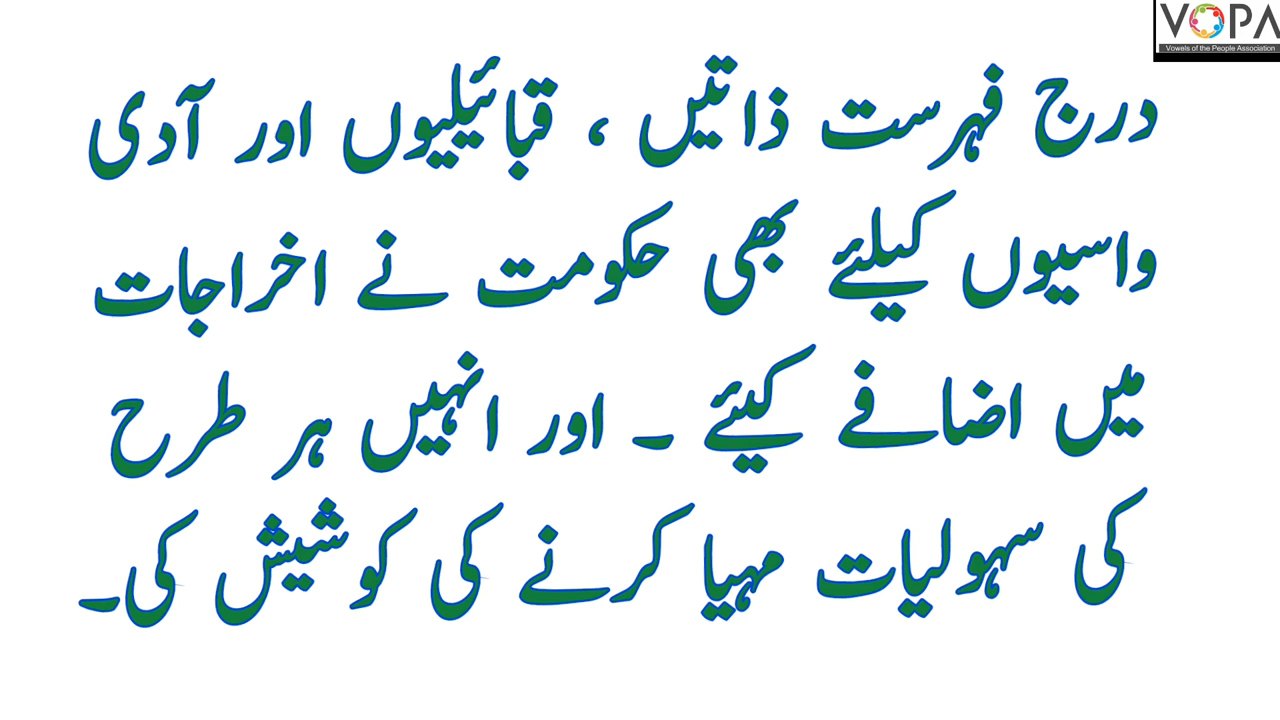 VOPA
Vowels of the People Association
درج فہرست ذاتیں ، قبائیلیوں اور آدی
واسیوں کیلئے بھی حکومت نے اخراجات
میں اضافے کیئے ۔ اور انہیں ہر طرح
کی سہولیات مہیا کرنے کی کوشیش کی۔